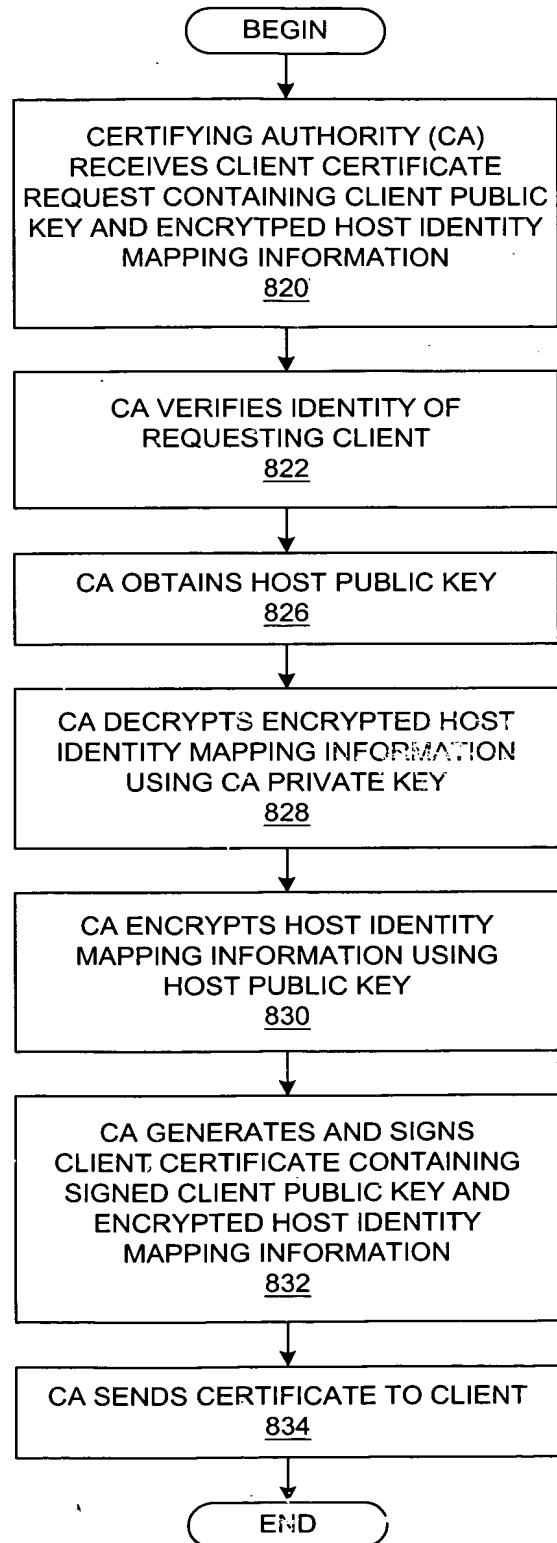 BEGIN
CERTIFYING AUTHORITY (CA)
RECEIVES CLIENT CERTIFICATE
REQUEST CONTAINING CLIENT PUBLIC
KEY AND ENCRYTPED HOST IDENTITY
MAPPING INFORMATION
820
CA VERIFIES IDENTITY OF
REQUESTING CLIENT
822
CA OBTAINS HOST PUBLIC KEY
826
CA DECRYPTS ENCRYPTED HOST
IDENTITY MAPPING INFORMATION
USING CA PRIVATE KEY
828
CA ENCRYPTS HOST IDENTITY
MAPPING INFORMATION USING
HOST PUBLIC KEY
830
CA GENERATES AND SIGNS
CLIENT CERTIFICATE CONTAINING
SIGNED CLIENT PUBLIC KEY AND
ENCRYPTED HOST IDENTITY
MAPPING INFORMATION
832
CA SENDS CERTIFICATE TO CLIENT
834
END